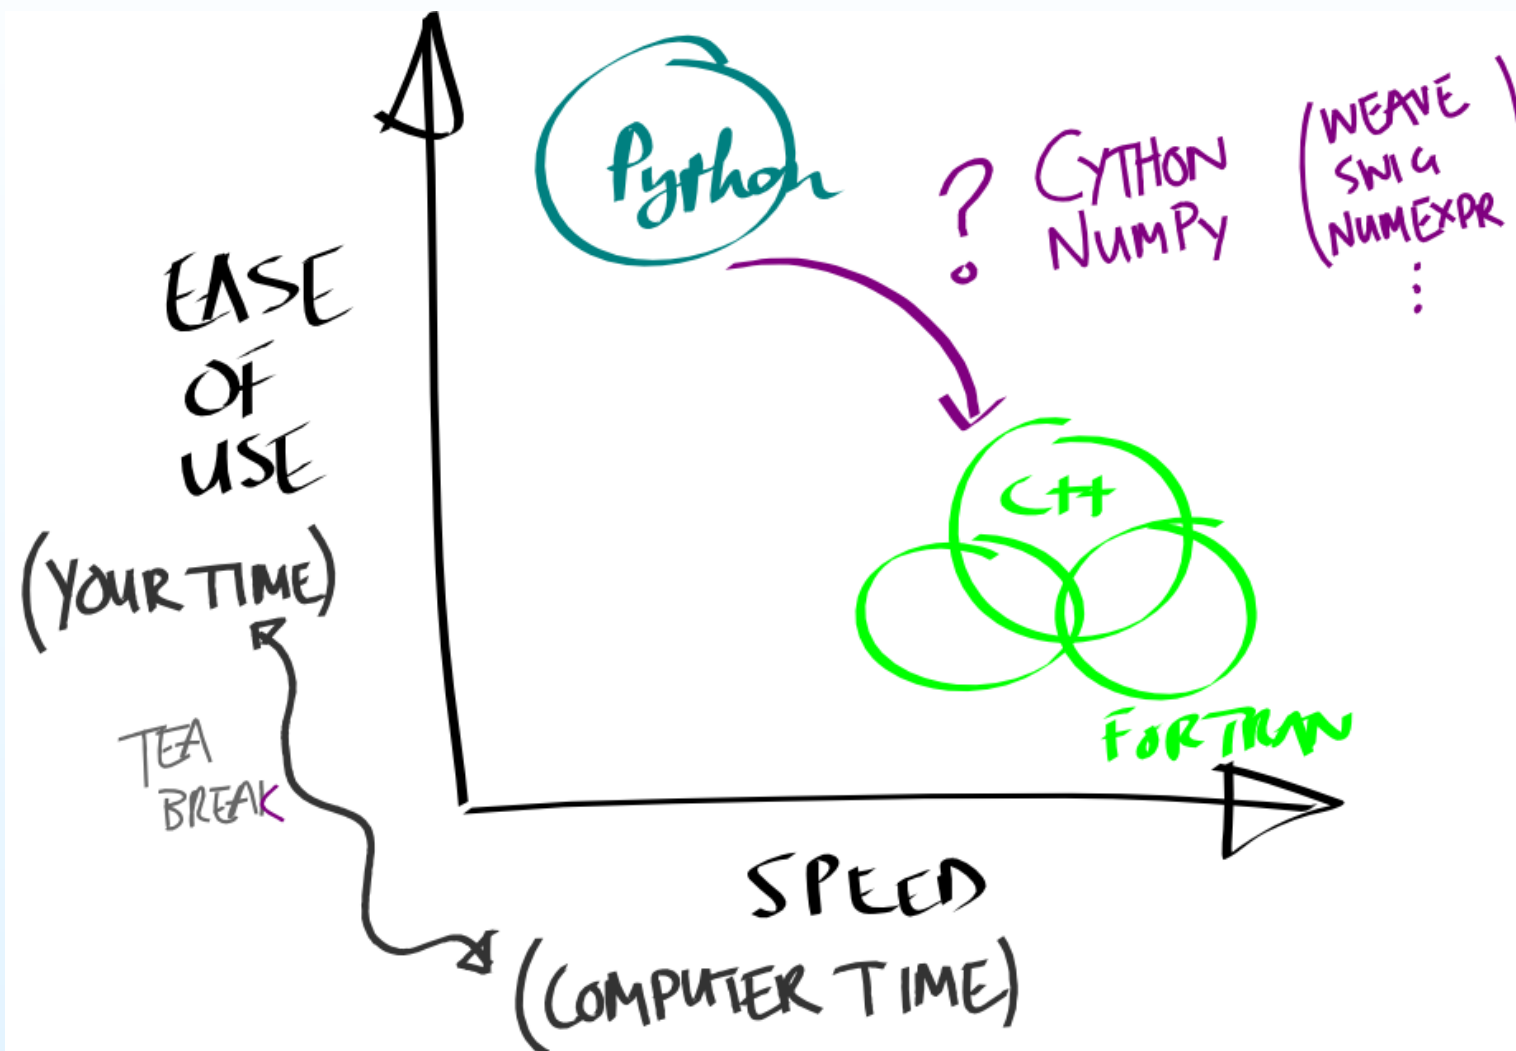 Python
?
CYTHON
NUMPY
(WEAVE
SWIG
NUMEXPR
⋮)
EASE
OF
USE
(YOUR TIME)
C++
FORTRAN
TEA
BREAK
SPEED
(COMPUTER TIME)